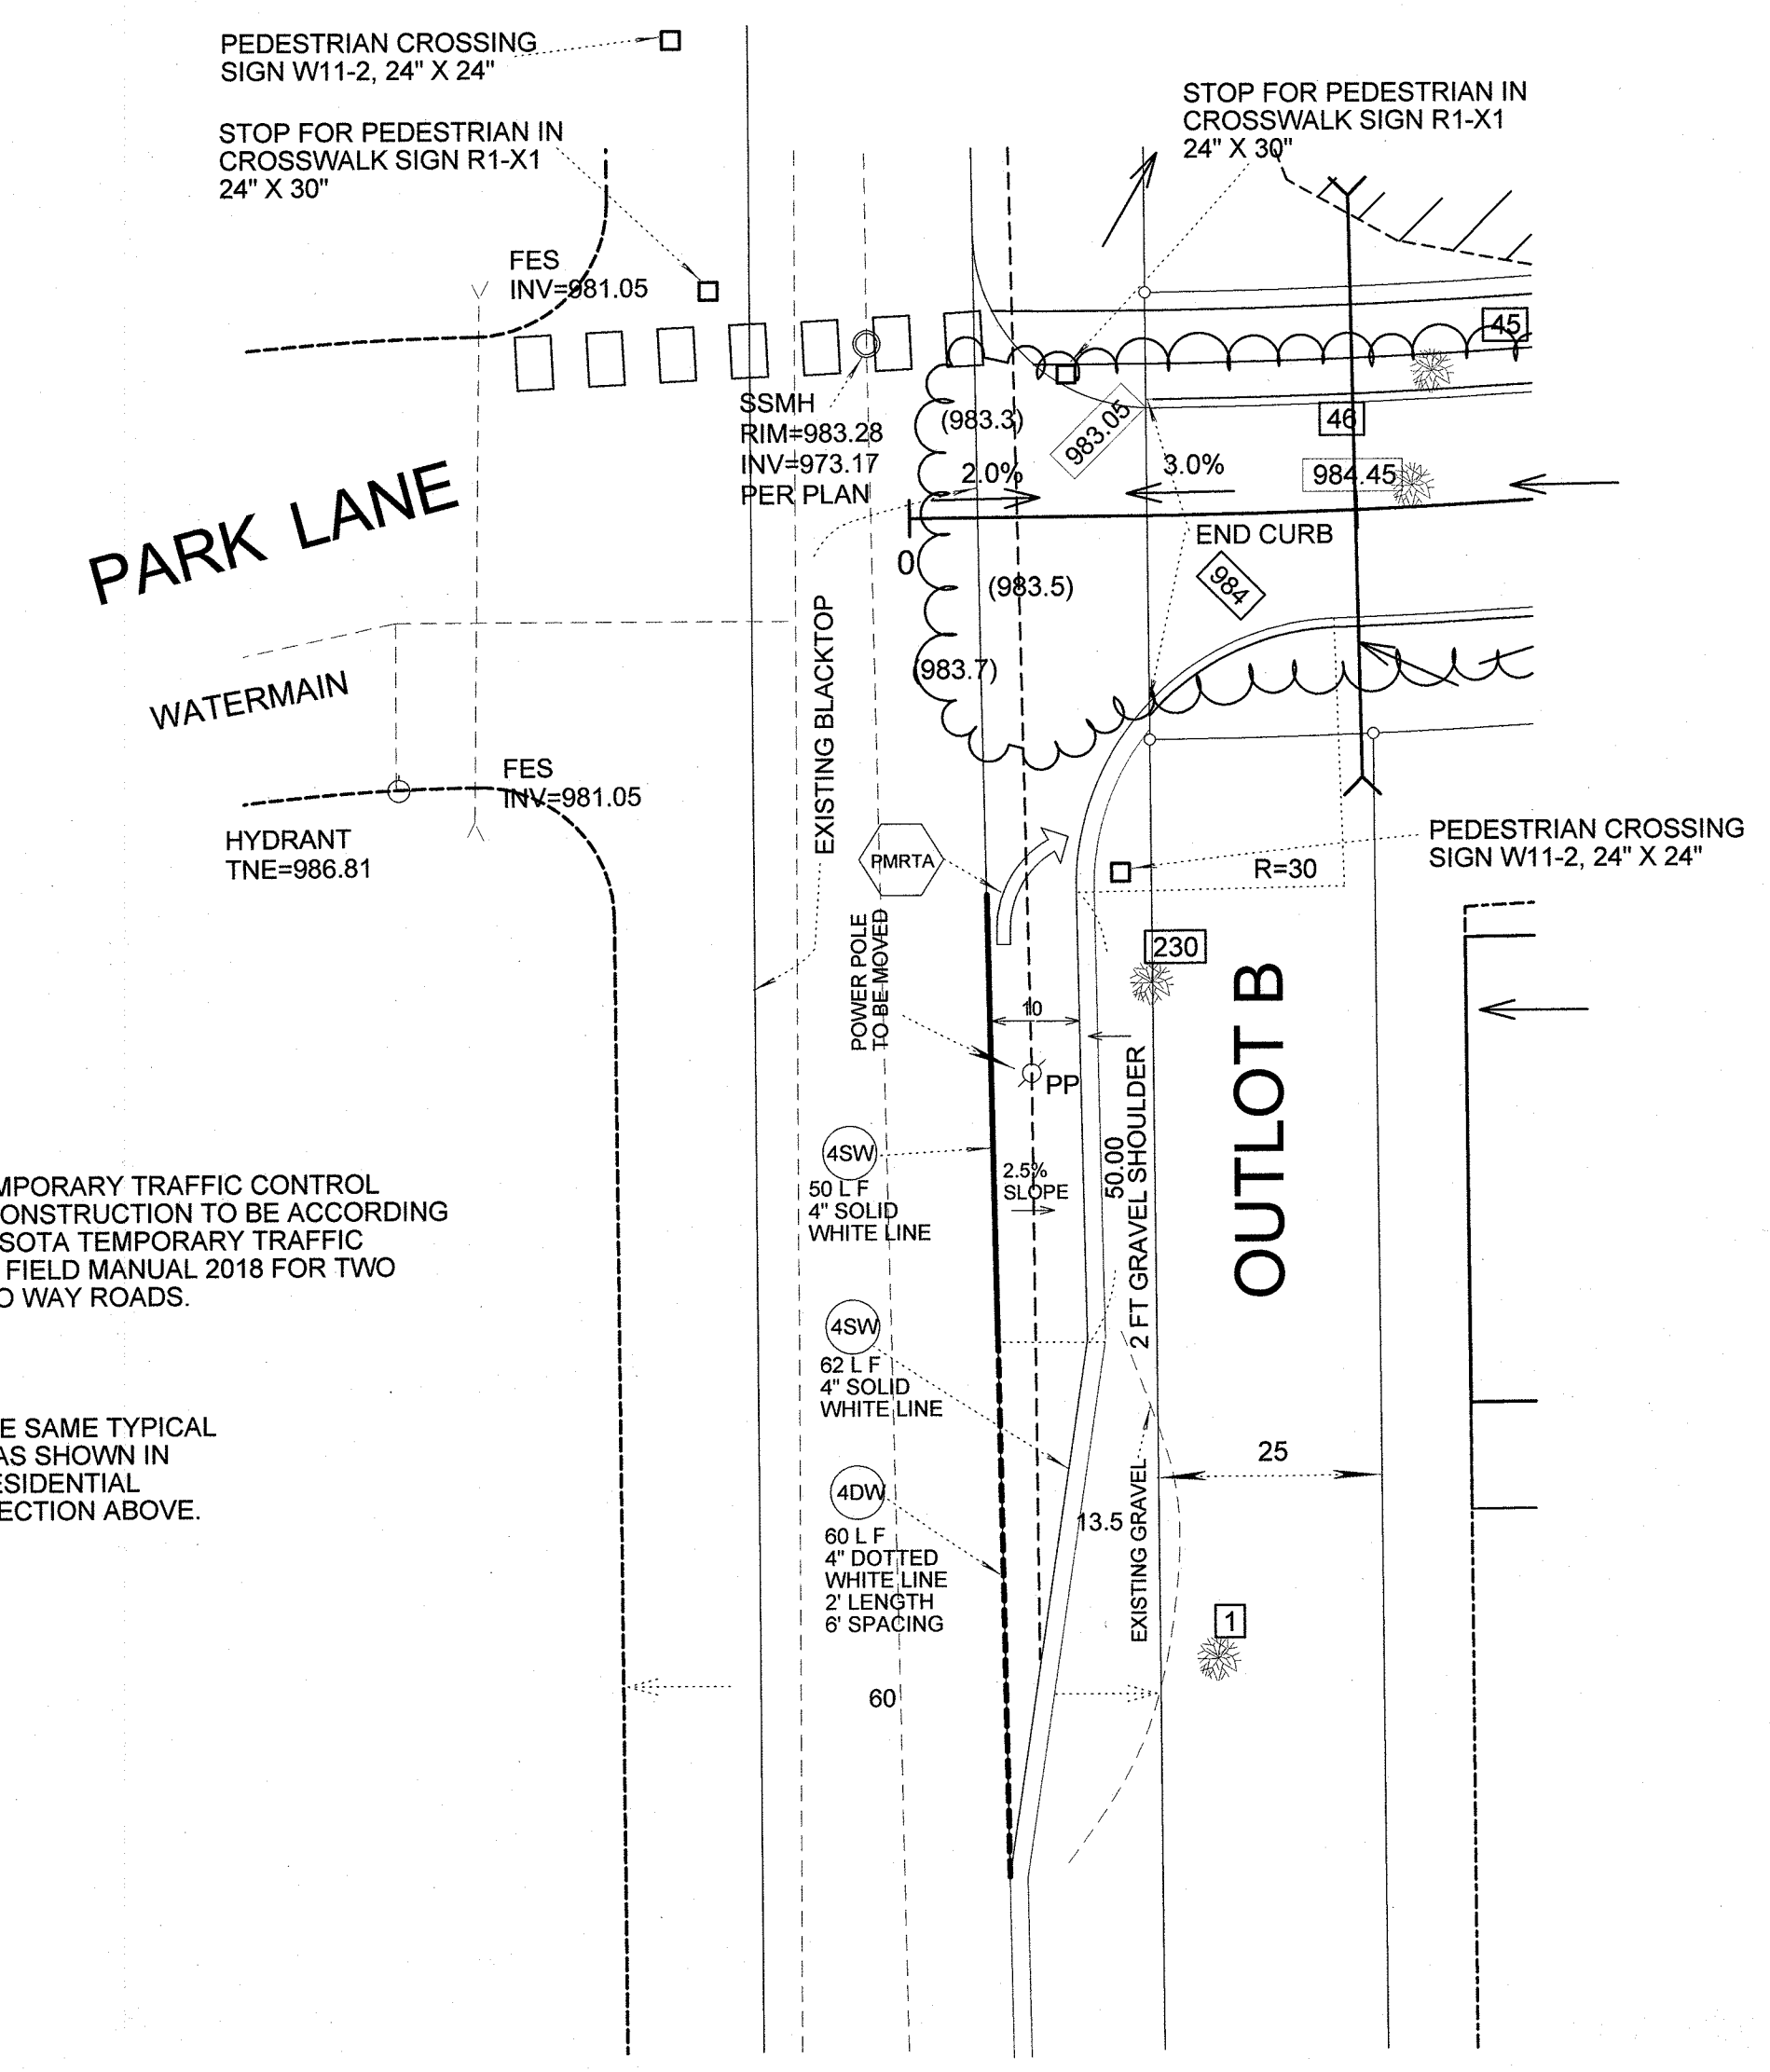 PEDESTRIAN CROSSING
SIGN W11-2, 24" X 24"
STOP FOR PEDESTRIAN IN
CROSSWALK SIGN R1-X1
24" X 30"
STOP FOR PEDESTRIAN IN
CROSSWALK SIGN R1-X1
24" X 30"
FES
INV=981.05
45
SSMH
RIM=983.28
INV=973.17
PER PLAN
(983.3)
983.05
46
2.0%
3.0%
984.45
PARK LANE
END CURB
0
(983.5)
984
(983.7)
WATERMAIN
EXISTING BLACKTOP
FES
INV=981.05
HYDRANT
TNE=986.81
PMRTA
PEDESTRIAN CROSSING
SIGN W11-2, 24" X 24"
R=30
230
POWER POLE
TO BE MOVED
10
OUTLOT B
PP
4SW
50 L F
4" SOLID
WHITE LINE
2.5%
SLOPE
50.00
2 FT GRAVEL SHOULDER
MPORARY TRAFFIC CONTROL
ONSTRUCTION TO BE ACCORDING
SOTA TEMPORARY TRAFFIC
FIELD MANUAL 2018 FOR TWO
O WAY ROADS.
4SW
62 L F
4" SOLID
WHITE LINE
E SAME TYPICAL
AS SHOWN IN
ESIDENTIAL
ECTION ABOVE.
25
4DW
60 L F
4" DOTTED
WHITE LINE
2' LENGTH
6' SPACING
13.5
EXISTING GRAVEL
1
60